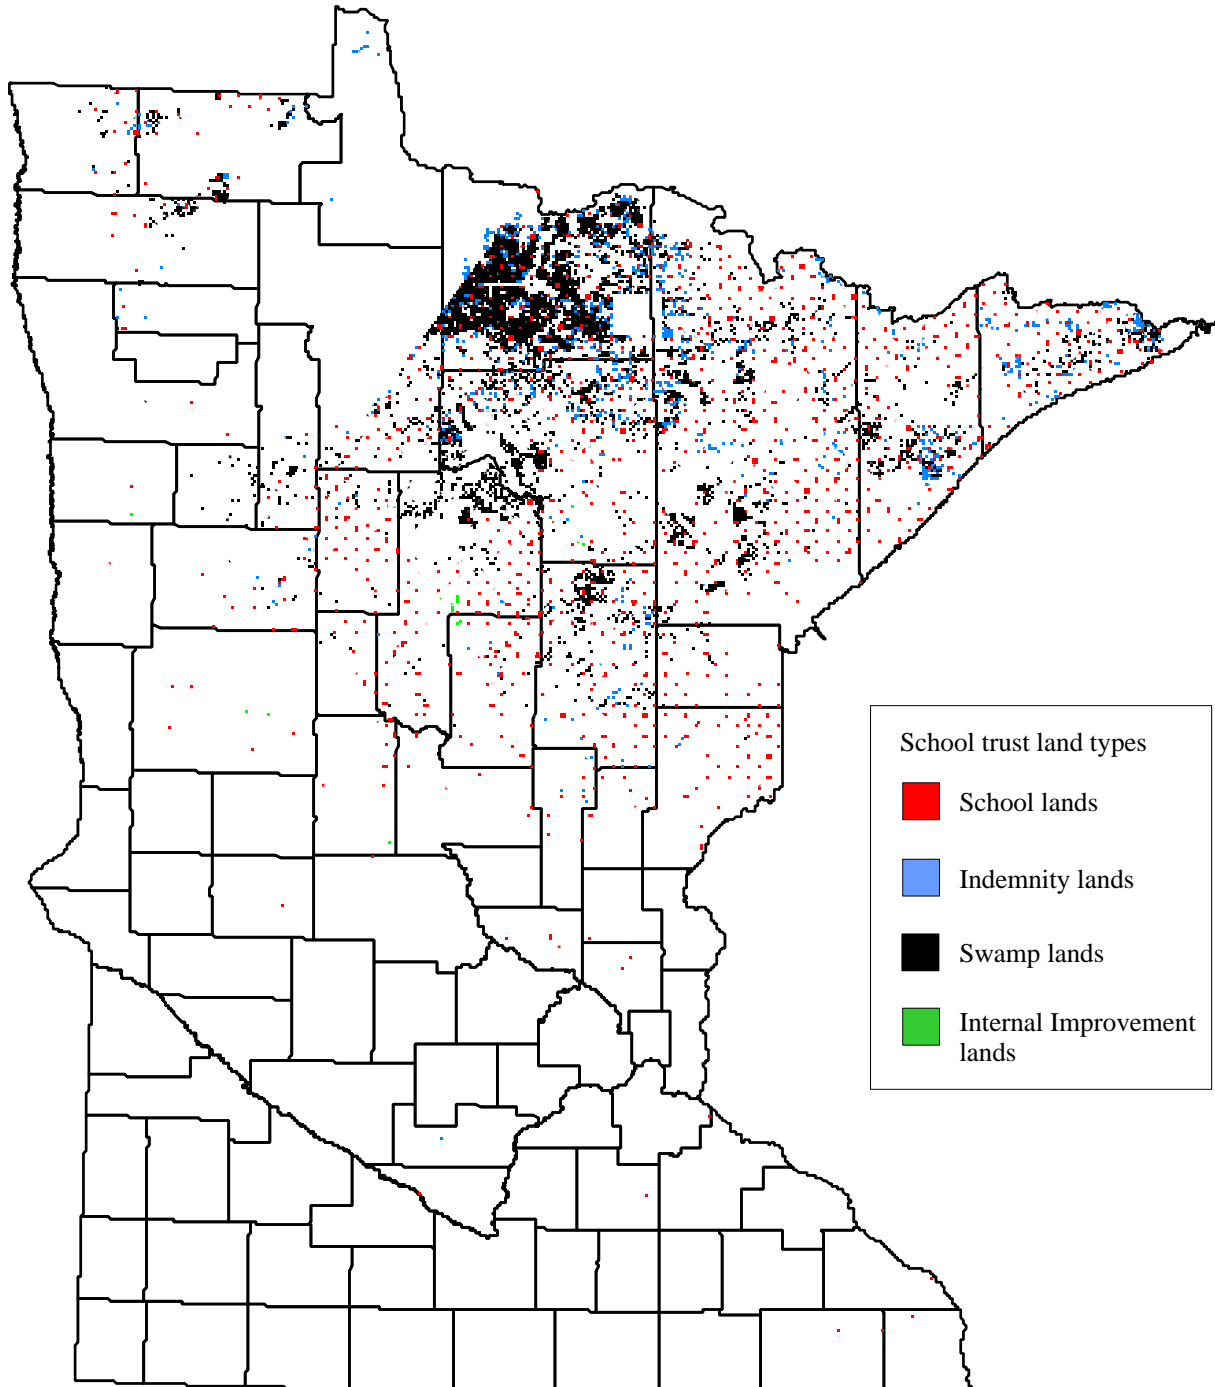 School trust land types
School lands
Indemnity lands
Swamp lands
Internal Improvement
lands